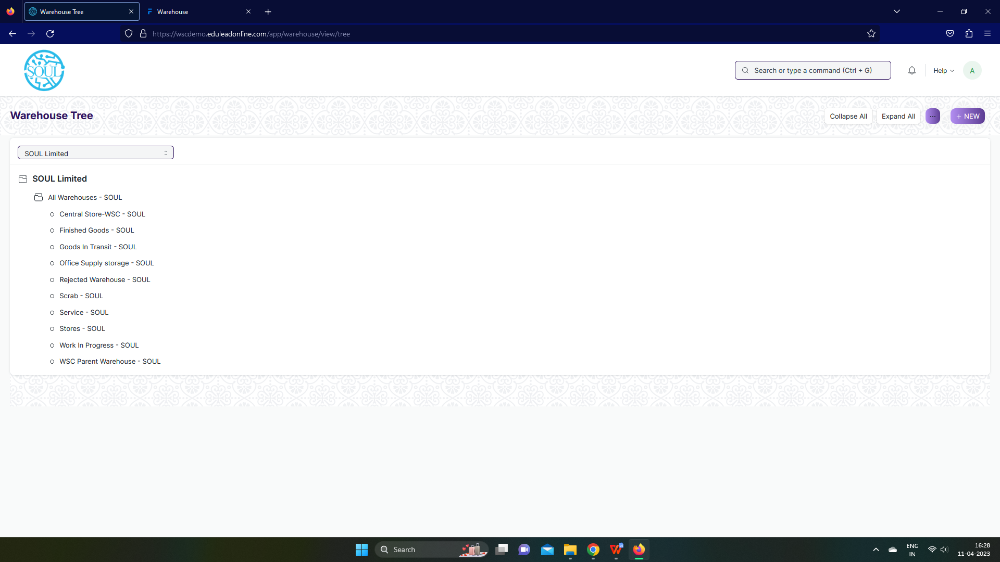 Warehouse Tree
Warehouse
https://wscdemo.eduleadonline.com/app/warehouse/view/tree
SOUL
Search or type a command (Ctrl + G)
Help
A
Warehouse Tree
Collapse All
Expand All
...
+ NEW
SOUL Limited
SOUL Limited
All Warehouses - SOUL
Central Store-WSC - SOUL
Finished Goods - SOUL
Goods In Transit - SOUL
Office Supply storage - SOUL
Rejected Warehouse - SOUL
Scrab - SOUL
Service - SOUL
Stores - SOUL
Work In Progress - SOUL
WSC Parent Warehouse - SOUL
Search
ENG
IN
16:28
11-04-2023